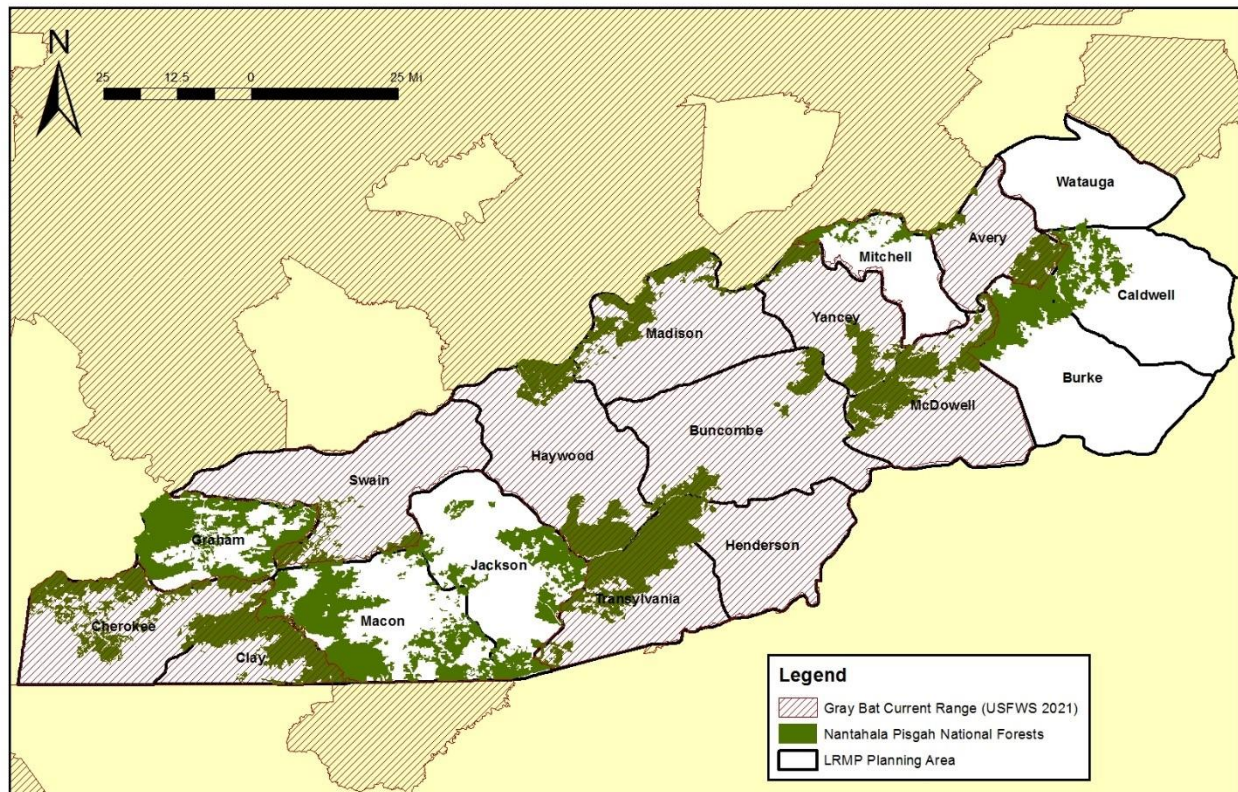 N
25 12.5 0 25 Mi
Watauga
Avery
Mitchell
Caldwell
Yancey
Madison
Burke
McDowell
Buncombe
Haywood
Swain
Graham
Henderson
Jackson
Transylvania
Macon
Cherokee
Clay
Legend
Gray Bat Current Range (USFWS 2021)
Nantahala Pisgah National Forests
LRMP Planning Area